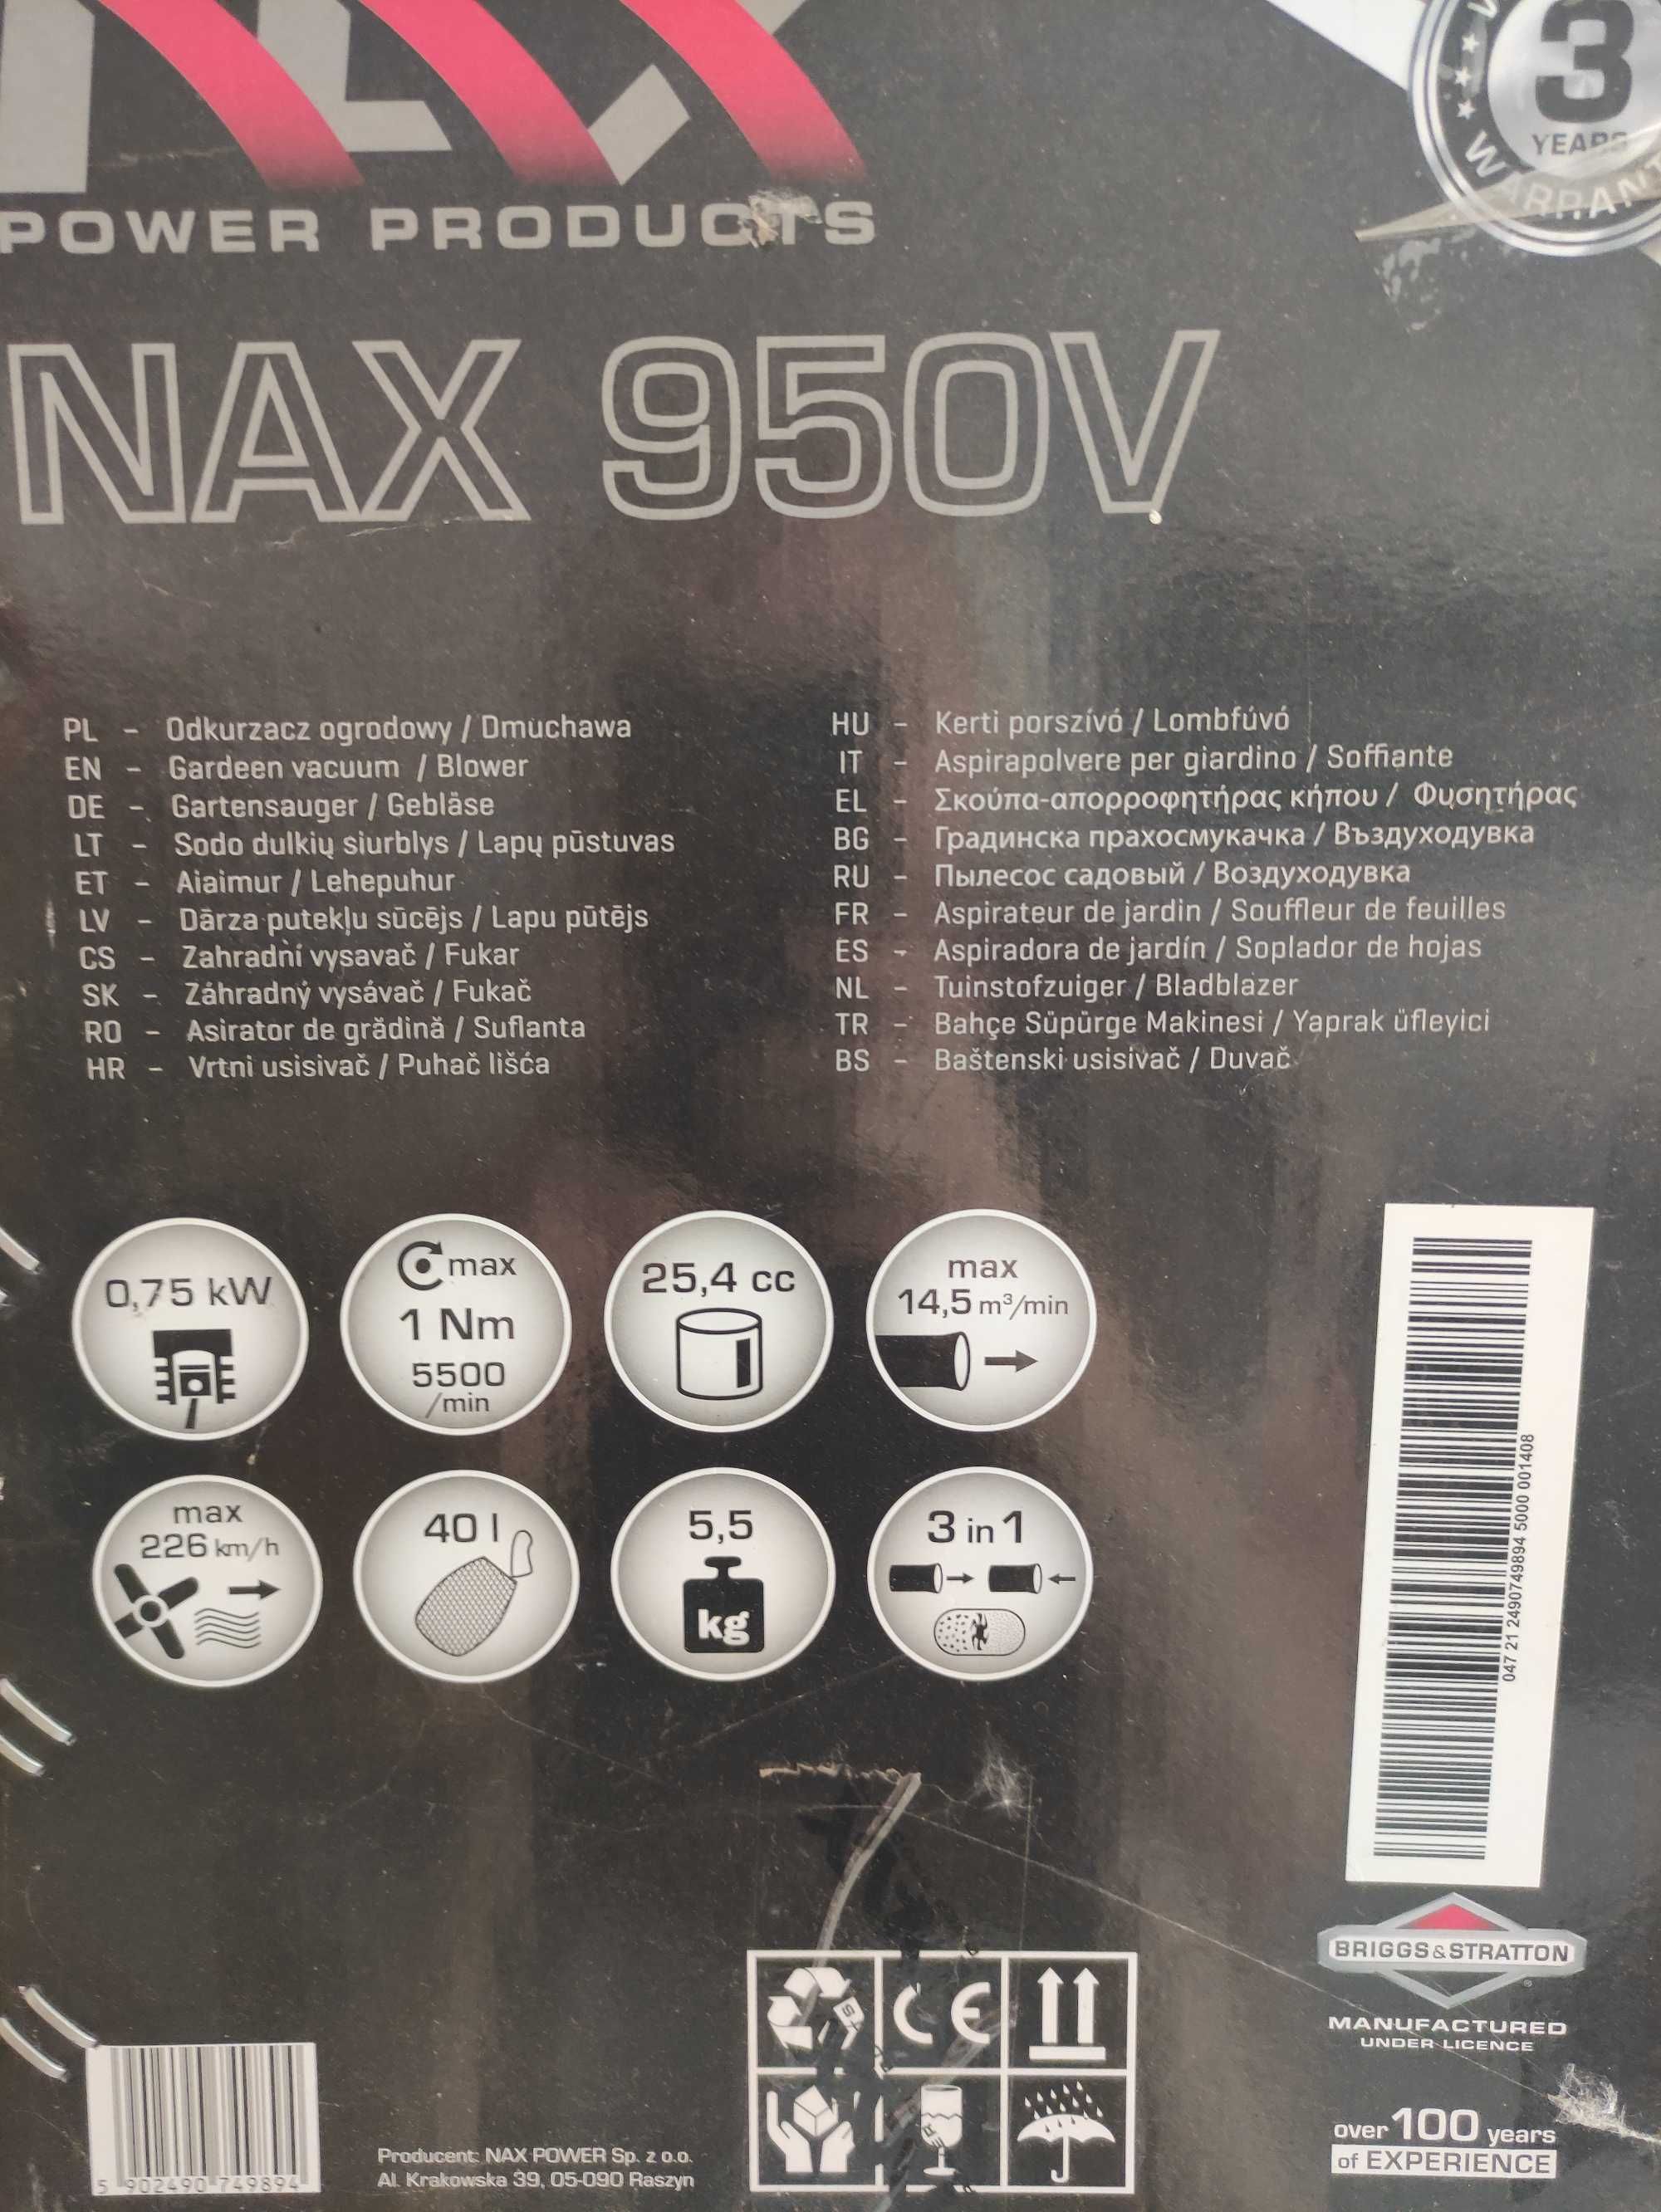 3
YEARS
WARRANT
POWER PRODUCTS
NAX 950V
PL - Odkurzacz ogrodowy / Dmuchawa
EN - Gardeen vacuum / Blower
DE - Gartensauger / Gebläse
LT - Sodo dulkių siurblys / Lapų pūstuvas
ET - Aiaimur / Lehepuhur
LV - Dārza putekļu sūcējs / Lapu pūtējs
CS - Zahradní vysavač / Fukar
SK - Záhradný vysávač / Fukač
RO - Asirator de grădină / Suflanta
HR - Vrtni usisivač / Puhač lišća
HU - Kerti porszívó / Lombfúvó
IT - Aspirapolvere per giardino / Soffiante
EL - Σκούπα-απορροφητήρας κήπου / Φυσητήρας
BG - Градинска прахосмукачка / Въздуходувка
RU - Пылесос садовый / Воздуходувка
FR - Aspirateur de jardin / Souffleur de feuilles
ES - Aspiradora de jardín / Soplador de hojas
NL - Tuinstofzuiger / Bladblazer
TR - Bahçe Süpürge Makinesi / Yaprak üfleyici
BS - Baštenski usisivač / Duvač
0,75 kW
max
1 Nm
5500
/min
25,4 cc
max
14,5 m³/min
max
226 km/h
40 l
5,5
kg
3 in 1
047 21 2490749894 5000 001408
BRIGGS & STRATTON
®
MANUFACTURED
UNDER LICENCE
over 100 years
of EXPERIENCE
CE
5 902490 749894
Producent: NAX POWER Sp. z o.o.
Al. Krakowska 39, 05-090 Raszyn